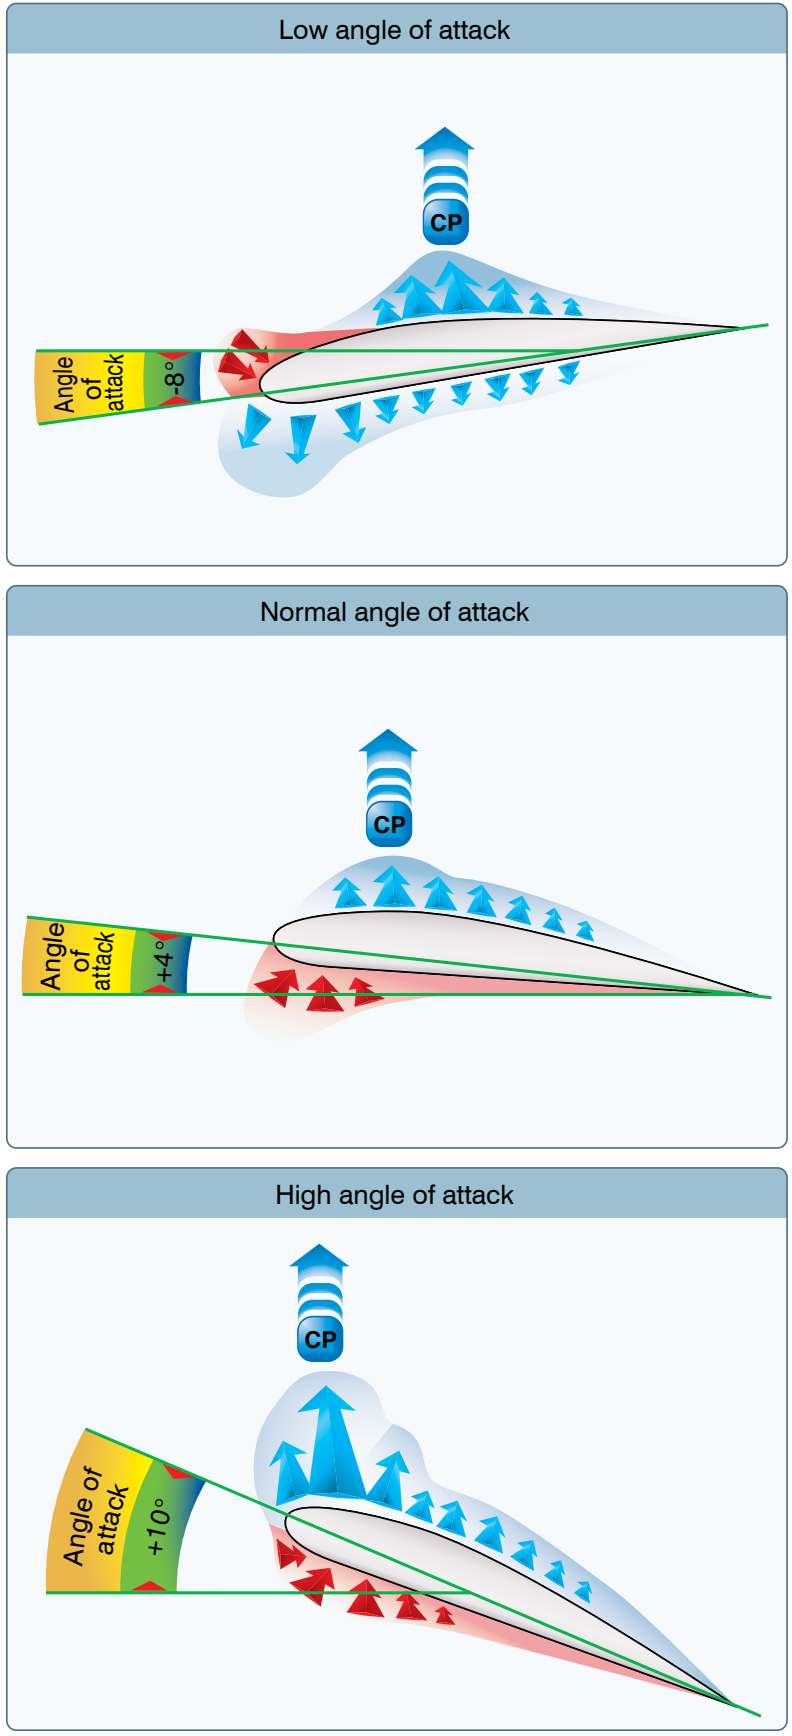 Low angle of attack
CP
Angle
of
attack
-8°
Normal angle of attack
CP
Angle
of
attack
+4°
High angle of attack
CP
Angle of
attack
+10°